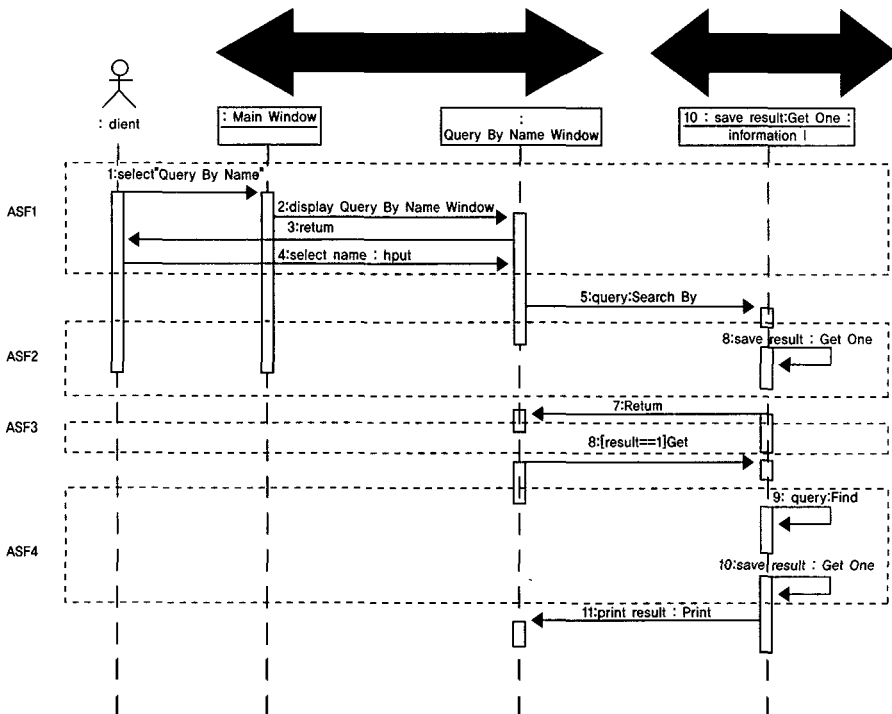 : dient
: Main Window
:
Query By Name Window
10 : save result:Get One :
information I
1:select"Query By Name"
ASF1
2:display Query By Name Window
3:retum
4:select name : hput
5:query:Search By
8:save result : Get One
ASF2
7:Retum
ASF3
8:[result==1]Get
9: query:Find
ASF4
10:save result : Get One
11:print result : Print